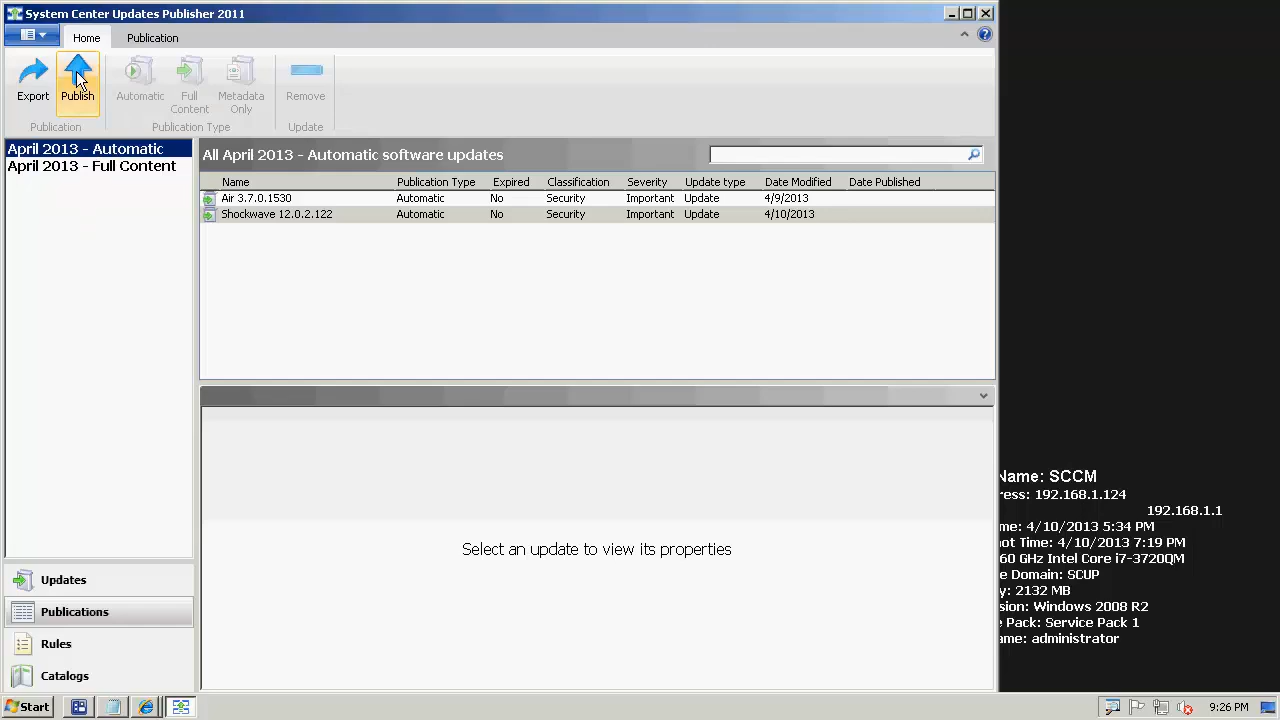 System Center Updates Publisher 2011
Home Publication
Export Publish Automatic Full Content Metadata Only Remove
Publication Publication Type Update
April 2013 - Automatic
April 2013 - Full Content
All April 2013 - Automatic software updates
Name Publication Type Expired Classification Severity Update type Date Modified Date Published
Air 3.7.0.1530 Automatic No Security Important Update 4/9/2013
Shockwave 12.0.2.122 Automatic No Security Important Update 4/10/2013
Select an update to view its properties
Updates
Publications
Rules
Catalogs
Name: SCCM
ress: 192.168.1.124
192.168.1.1
me: 4/10/2013 5:34 PM
ot Time: 4/10/2013 7:19 PM
60 GHz Intel Core i7-3720QM
e Domain: SCUP
y: 2132 MB
sion: Windows 2008 R2
e Pack: Service Pack 1
ame: administrator
Start 9:26 PM